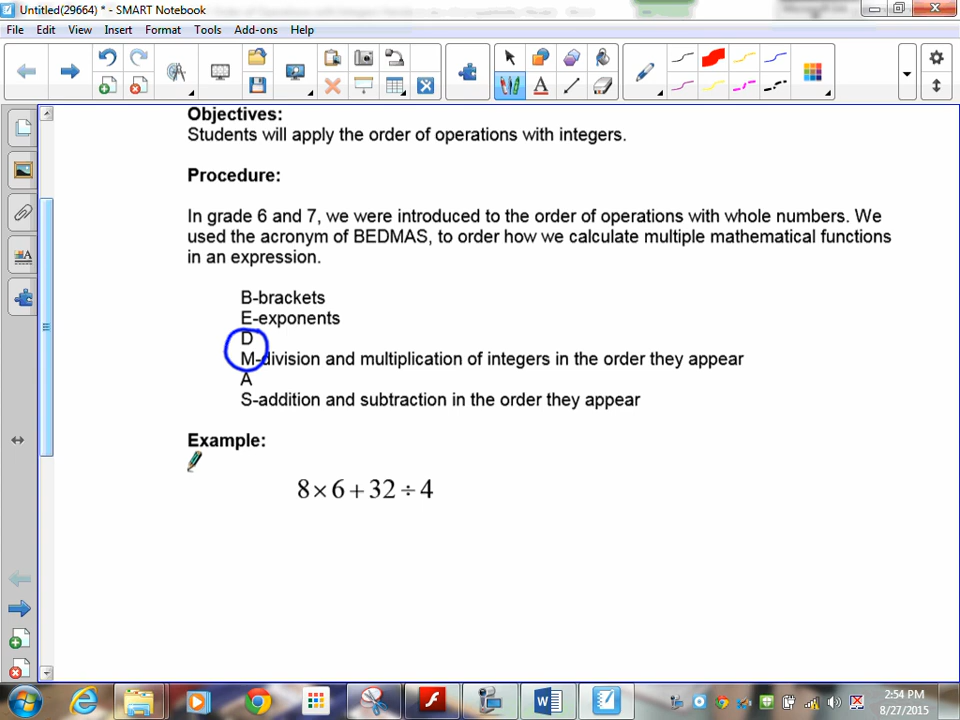 Untitled(29664) * - SMART Notebook
File Edit View Insert Format Tools Add-ons Help
Objectives:
Students will apply the order of operations with integers.
Procedure:
In grade 6 and 7, we were introduced to the order of operations with whole numbers. We
used the acronym of BEDMAS, to order how we calculate multiple mathematical functions
in an expression.
B-brackets
E-exponents
D
M-division and multiplication of integers in the order they appear
A
S-addition and subtraction in the order they appear
Example:
8 × 6 + 32 ÷ 4
2:54 PM
8/27/2015